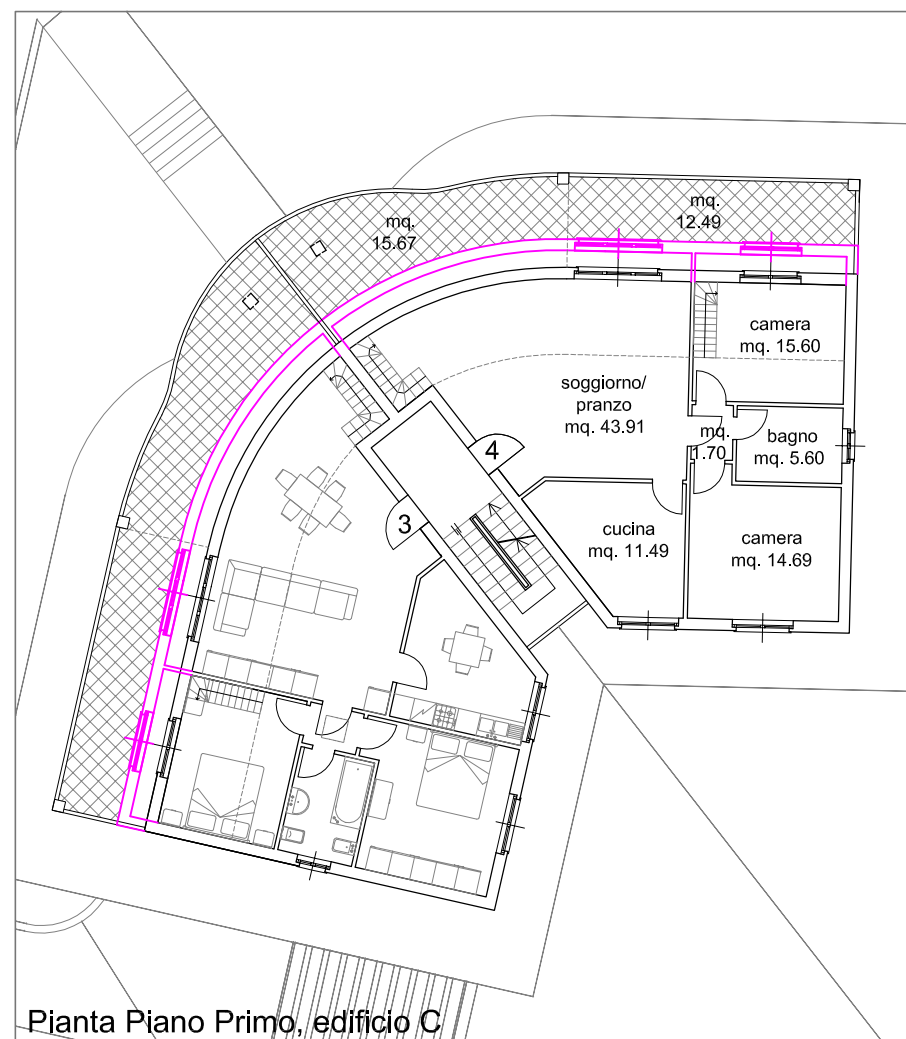 mq.
12.49
mq.
15.67
camera
mq. 15.60
soggiorno/
pranzo
mq. 43.91
mq.
1.70
bagno
mq. 5.60
4
3
cucina
mq. 11.49
camera
mq. 14.69
Pianta Piano Primo, edificio C